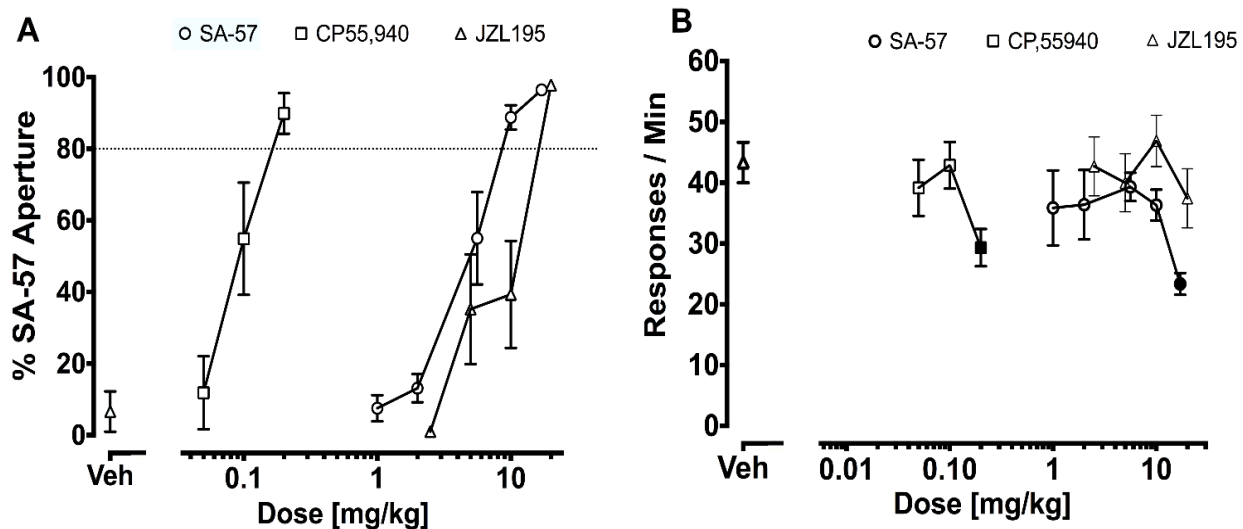 A
SA-57 CP55,940 JZL195
% SA-57 Aperture
100
80
60
40
20
0
Veh 0.1 1 10
Dose [mg/kg]
B
SA-57 CP,55940 JZL195
Responses / Min
60
50
40
30
20
10
0
Veh 0.01 0.10 1 10
Dose [mg/kg]